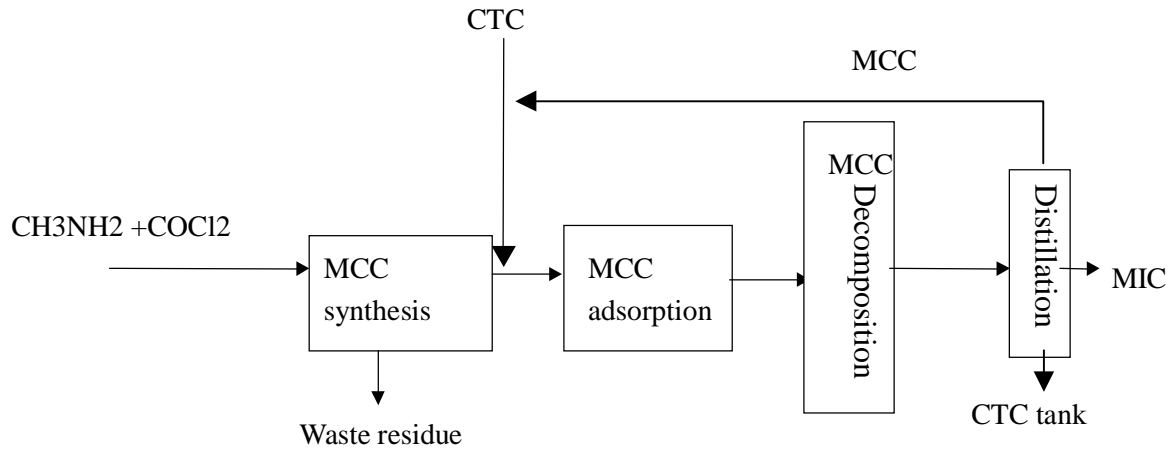 CTC
MCC
CH3NH2 +COCl2
MCC
synthesis
MCC
adsorption
MCC
Decomposition
Distillation
MIC
Waste residue
CTC tank